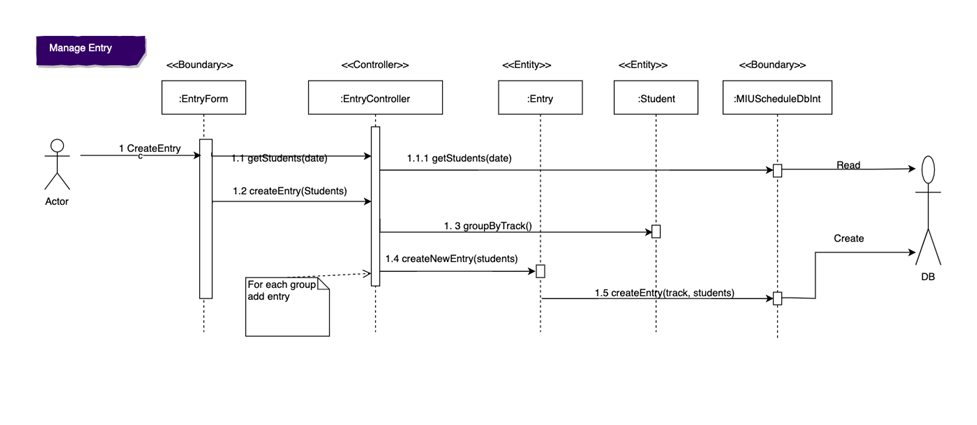 Manage Entry
<<Boundary>>
<<Controller>>
<<Entity>>
<<Entity>>
<<Boundary>>
:EntryForm
:EntryController
:Entry
:Student
:MIUScheduleDbInt
1 CreateEntry
c
1.1 getStudents(date)
1.1.1 getStudents(date)
Read
1.2 createEntry(Students)
Actor
1. 3 groupByTrack()
Create
1.4 createNewEntry(students)
DB
For each group
add entry
1.5 createEntry(track, students)